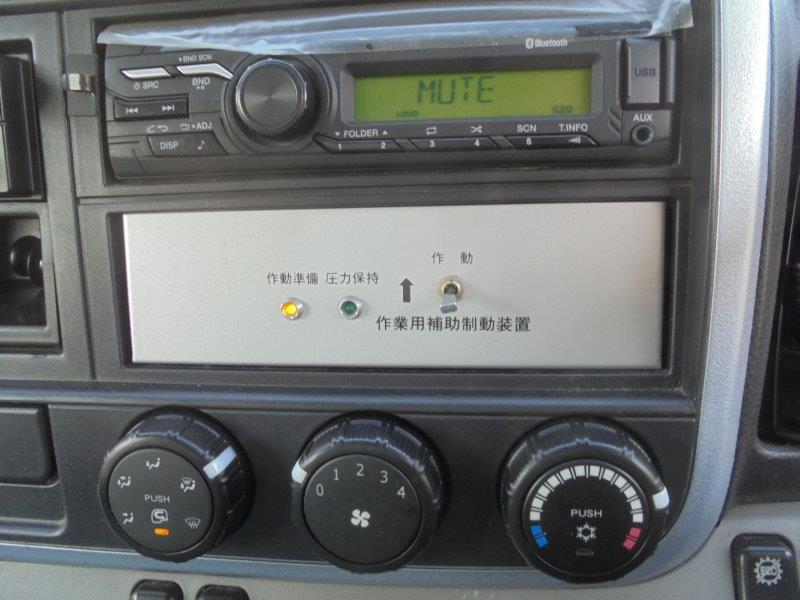 Bluetooth
BND SCN
SRC
BND
MUTE
USB
LOUD
ADJ
DISP
FOLDER
1 2 3 4 5
SCN
T.INFO
AUX
作動
作動準備 圧力保持
作業用補助制動装置
PUSH
0 1 2 3 4
PUSH